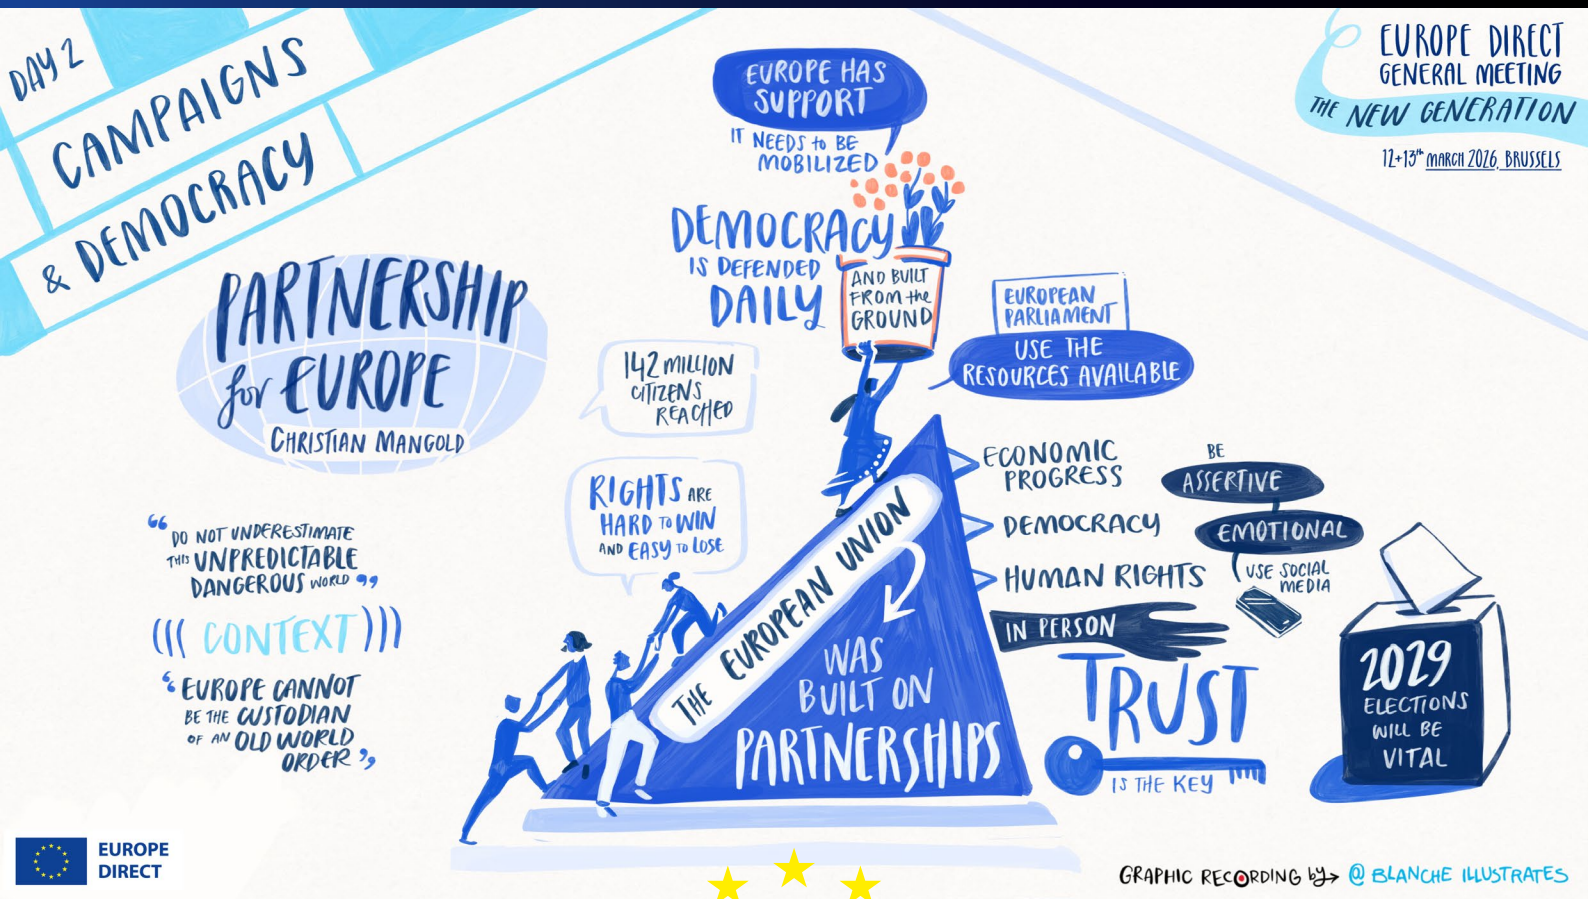 DAY 2
CAMPAIGNS
& DEMOCRACY
EUROPE DIRECT
GENERAL MEETING
THE NEW GENERATION
12+13th MARCH 2026, BRUSSELS
PARTNERSHIP
for EUROPE
CHRISTIAN MANGOLD
“DO NOT UNDERESTIMATE
THIS UNPREDICTABLE
DANGEROUS WORLD”
((( CONTEXT )))
‘EUROPE CANNOT
BE THE CUSTODIAN
OF AN OLD WORLD
ORDER’
EUROPE HAS
SUPPORT
IT NEEDS to BE
MOBILIZED
DEMOCRACY
IS DEFENDED
DAILY
AND BUILT
FROM the
GROUND
142 MILLION
CITIZENS
REACHED
RIGHTS ARE
HARD TO WIN
AND EASY TO LOSE
THE EUROPEAN UNION
WAS
BUILT ON
PARTNERSHIPS
EUROPEAN
PARLIAMENT
USE THE
RESOURCES AVAILABLE
ECONOMIC
PROGRESS
DEMOCRACY
HUMAN RIGHTS
BE
ASSERTIVE
EMOTIONAL
USE SOCIAL
MEDIA
IN PERSON
TRUST
IS THE KEY
2029
ELECTIONS
WILL BE
VITAL
EUROPE
DIRECT
GRAPHIC RECORDING by → @ BLANCHE ILLUSTRATES